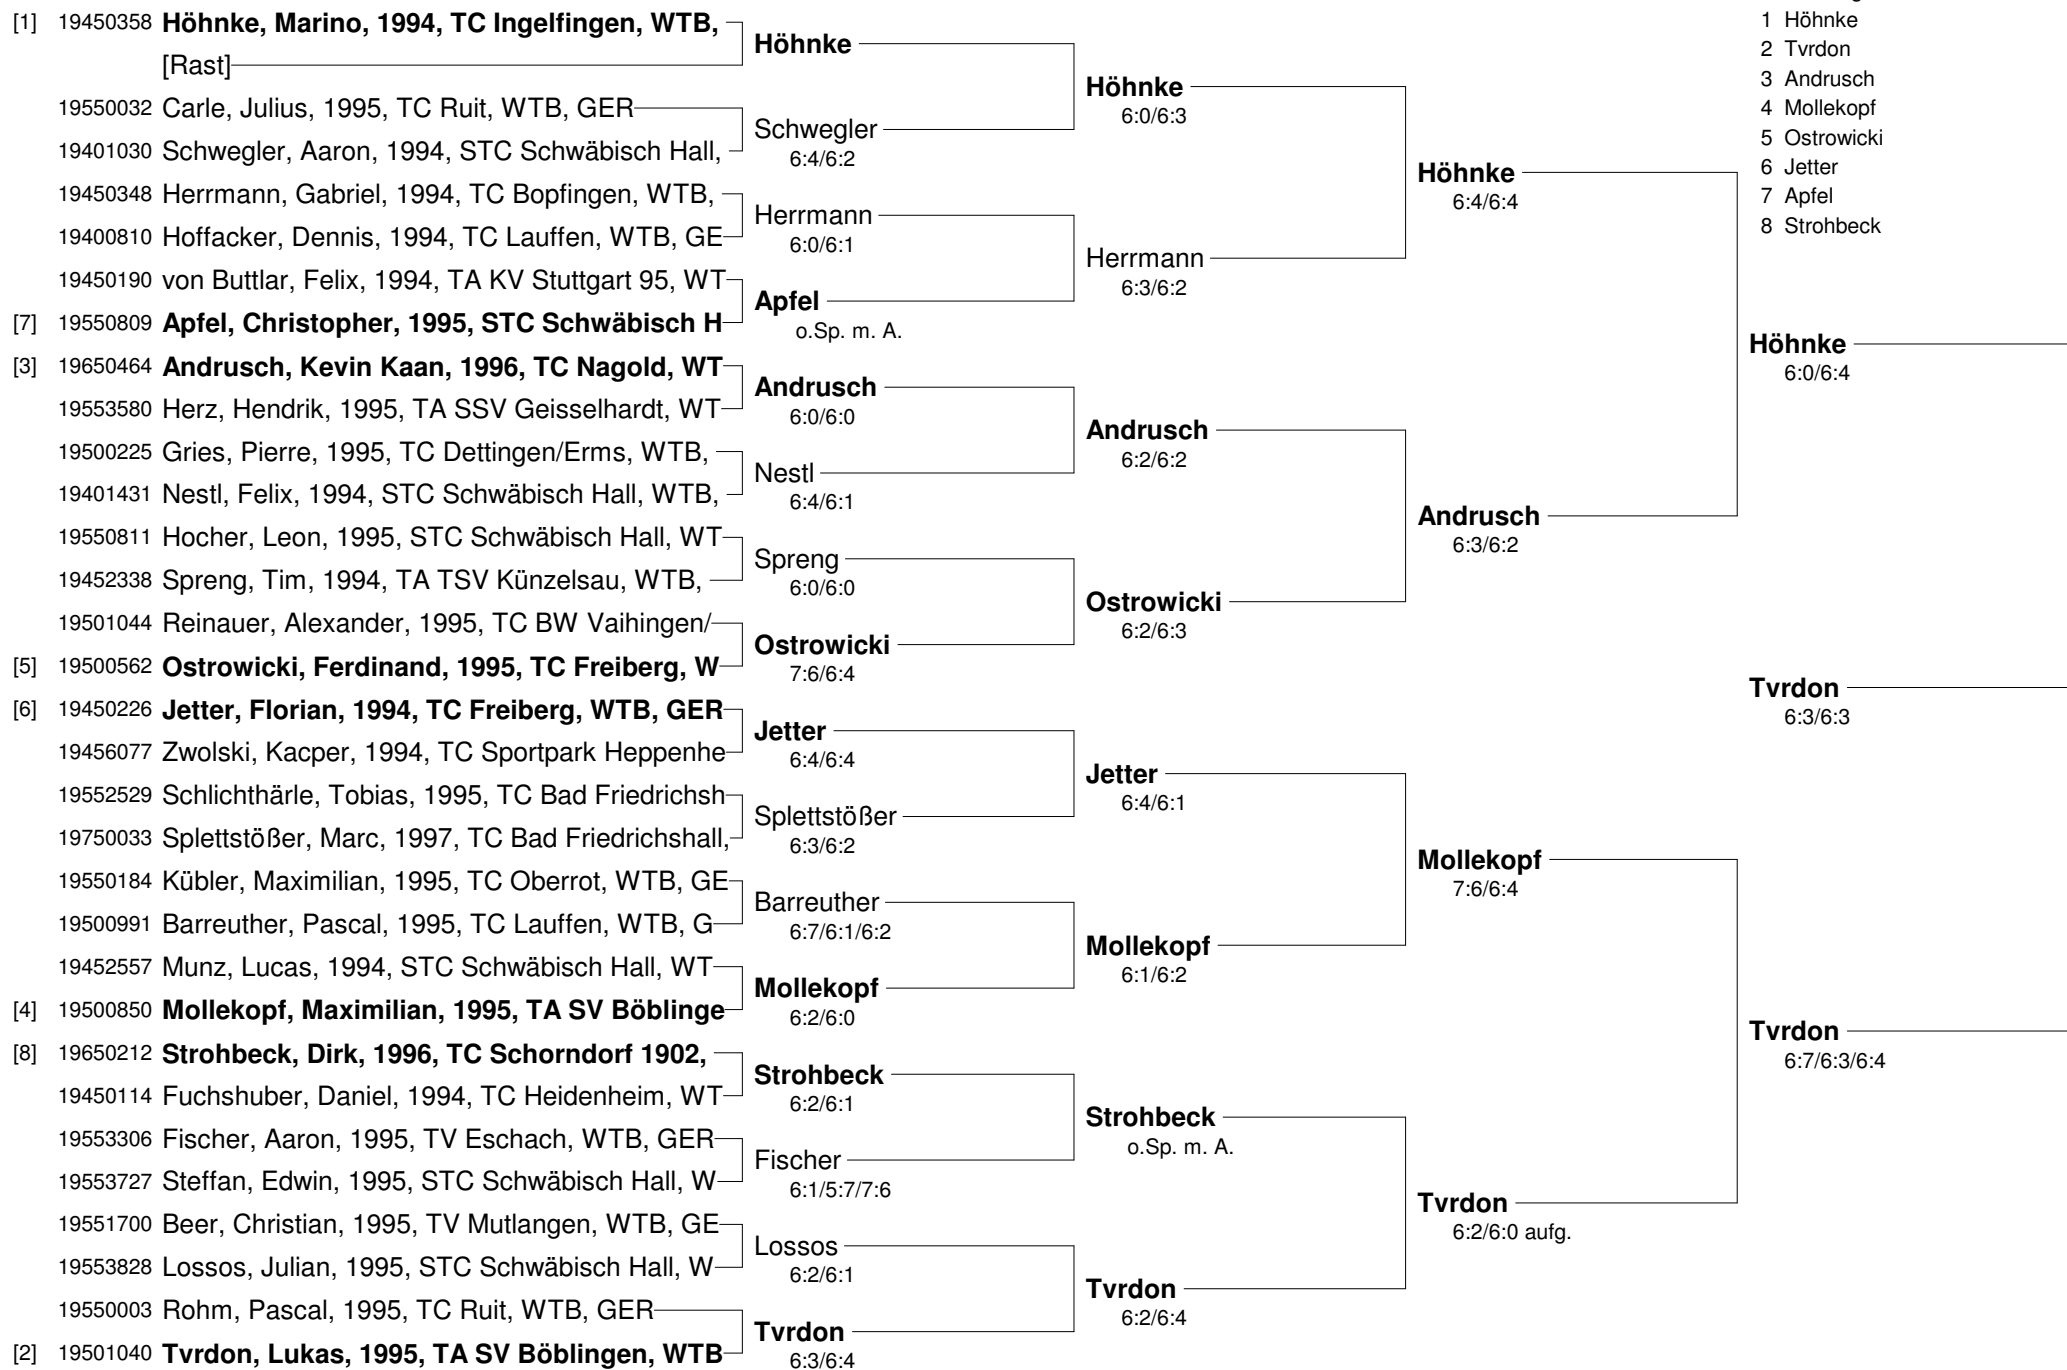 [1] 19450358 Höhnke, Marino, 1994, TC Ingelfingen, WTB,
[Rast]
19550032 Carle, Julius, 1995, TC Ruit, WTB, GER
19401030 Schwegler, Aaron, 1994, STC Schwäbisch Hall,
19450348 Herrmann, Gabriel, 1994, TC Bopfingen, WTB,
19400810 Hoffacker, Dennis, 1994, TC Lauffen, WTB, GE
19450190 von Buttlar, Felix, 1994, TA KV Stuttgart 95, WT
[7] 19550809 Apfel, Christopher, 1995, STC Schwäbisch H
[3] 19650464 Andrusch, Kevin Kaan, 1996, TC Nagold, WT
19553580 Herz, Hendrik, 1995, TA SSV Geisselhardt, WT
19500225 Gries, Pierre, 1995, TC Dettingen/Erms, WTB,
19401431 Nestl, Felix, 1994, STC Schwäbisch Hall, WTB,
19550811 Hocher, Leon, 1995, STC Schwäbisch Hall, WT
19452338 Spreng, Tim, 1994, TA TSV Künzelsau, WTB,
19501044 Reinauer, Alexander, 1995, TC BW Vaihingen/
[5] 19500562 Ostrowicki, Ferdinand, 1995, TC Freiberg, W
[6] 19450226 Jetter, Florian, 1994, TC Freiberg, WTB, GER
19456077 Zwolski, Kacper, 1994, TC Sportpark Heppenhe
19552529 Schlichthärle, Tobias, 1995, TC Bad Friedrichsh
19750033 Splettstößer, Marc, 1997, TC Bad Friedrichshall,
19550184 Kübler, Maximilian, 1995, TC Oberrot, WTB, GE
19500991 Barreuther, Pascal, 1995, TC Lauffen, WTB, G
19452557 Munz, Lucas, 1994, STC Schwäbisch Hall, WT
[4] 19500850 Mollekopf, Maximilian, 1995, TA SV Böblinge
[8] 19650212 Strohbeck, Dirk, 1996, TC Schorndorf 1902,
19450114 Fuchshuber, Daniel, 1994, TC Heidenheim, WT
19553306 Fischer, Aaron, 1995, TV Eschach, WTB, GER
19553727 Steffan, Edwin, 1995, STC Schwäbisch Hall, W
19551700 Beer, Christian, 1995, TV Mutlangen, WTB, GE
19553828 Lossos, Julian, 1995, STC Schwäbisch Hall, W
19550003 Rohm, Pascal, 1995, TC Ruit, WTB, GER
[2] 19501040 Tvrdon, Lukas, 1995, TA SV Böblingen, WTB
Höhnke
Schwegler
6:4/6:2
Herrmann
6:0/6:1
Apfel
o.Sp. m. A.
Andrusch
6:0/6:0
Nestl
6:4/6:1
Spreng
6:0/6:0
Ostrowicki
7:6/6:4
Jetter
6:4/6:4
Splettstößer
6:3/6:2
Barreuther
6:7/6:1/6:2
Mollekopf
6:2/6:0
Strohbeck
6:2/6:1
Fischer
6:1/5:7/7:6
Lossos
6:2/6:1
Tvrdon
6:3/6:4
Höhnke
6:0/6:3
Herrmann
6:3/6:2
Andrusch
6:2/6:2
Ostrowicki
6:2/6:3
Jetter
6:4/6:1
Mollekopf
6:1/6:2
Strohbeck
o.Sp. m. A.
Tvrdon
6:2/6:4
Höhnke
6:4/6:4
Andrusch
6:3/6:2
Mollekopf
7:6/6:4
Tvrdon
6:2/6:0 aufg.
1 Höhnke
2 Tvrdon
3 Andrusch
4 Mollekopf
5 Ostrowicki
6 Jetter
7 Apfel
8 Strohbeck
Höhnke
6:0/6:4
Tvrdon
6:3/6:3
Tvrdon
6:7/6:3/6:4